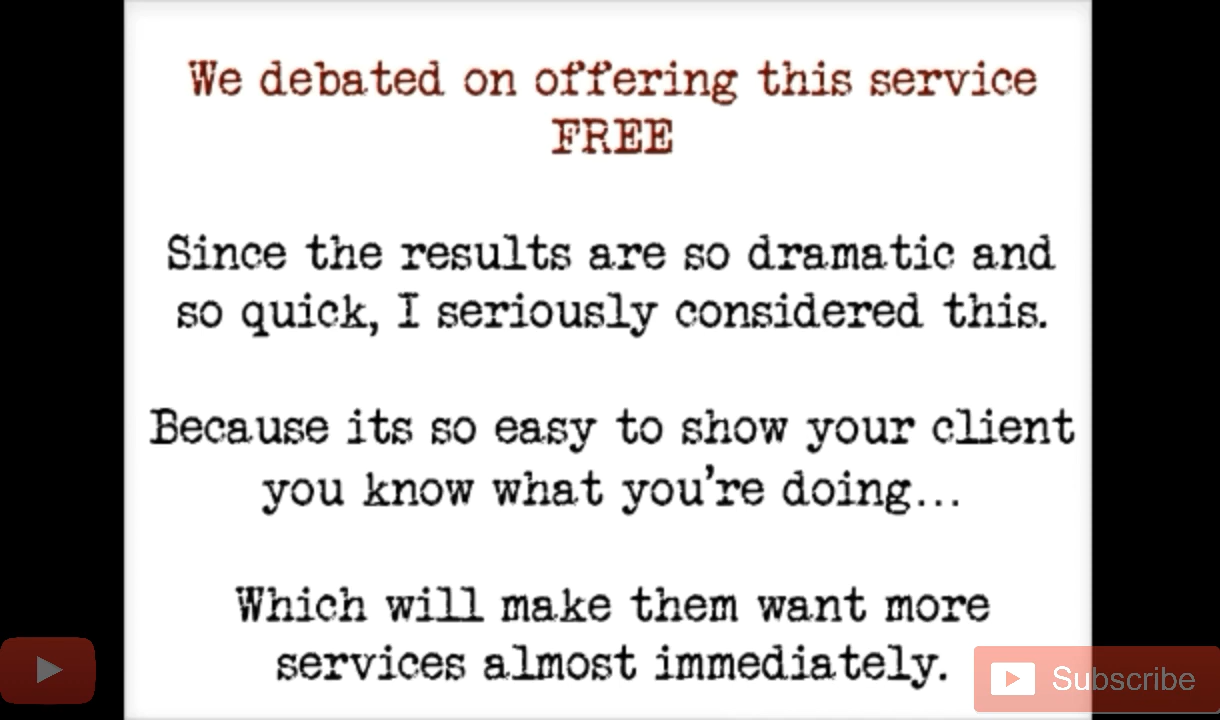 We debated on offering this service
FREE
Since the results are so dramatic and
so quick, I seriously considered this.
Because its so easy to show your client
you know what you're doing...
Which will make them want more
services almost immediately.
Subscribe